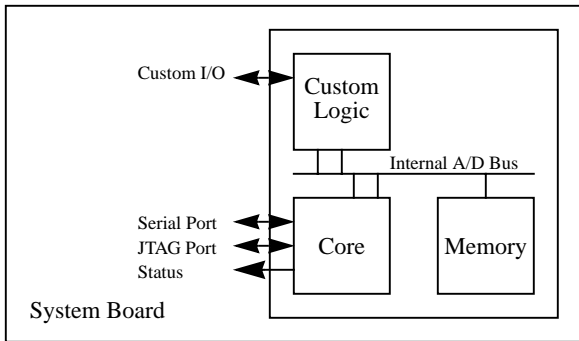 Custom I/O
Custom
Logic
Internal A/D Bus
Serial Port
JTAG Port
Status
Core
Memory
System Board